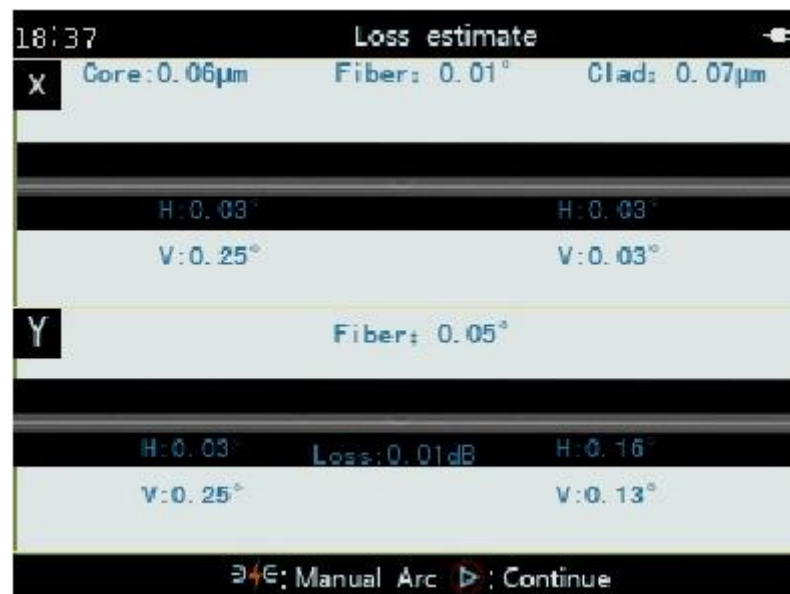 18:37 Loss estimate
X Core:0.06μm Fiber: 0.01° Clad: 0.07μm
H:0.03° H:0.03°
V:0.25° V:0.03°
Y Fiber: 0.05°
H:0.03° Loss:0.01dB H:0.16°
V:0.25° V:0.13°
: Manual Arc : Continue